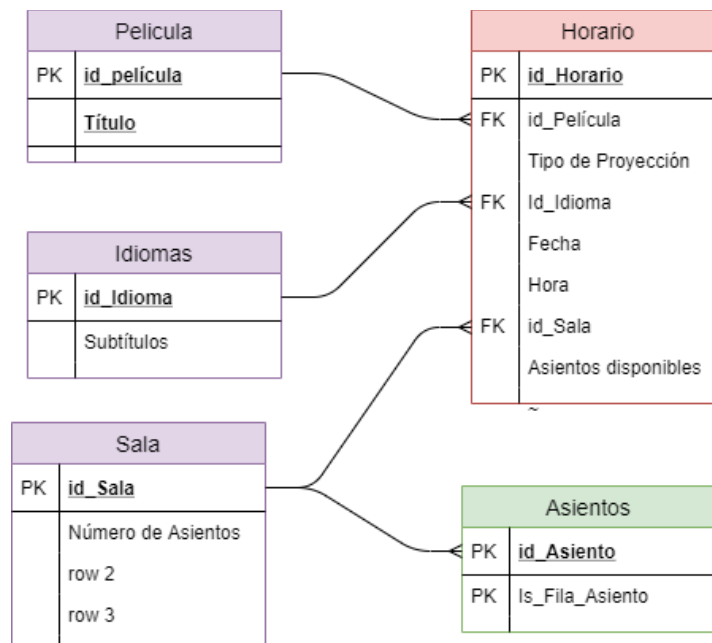 Pelicula
PK id_película
Título
Idiomas
PK id_Idioma
Subtítulos
Sala
PK id_Sala
Número de Asientos
row 2
row 3
Horario
PK id_Horario
FK id_Película
Tipo de Proyección
FK Id_Idioma
Fecha
Hora
FK id_Sala
Asientos disponibles
~
Asientos
PK id_Asiento
PK Is_Fila_Asiento